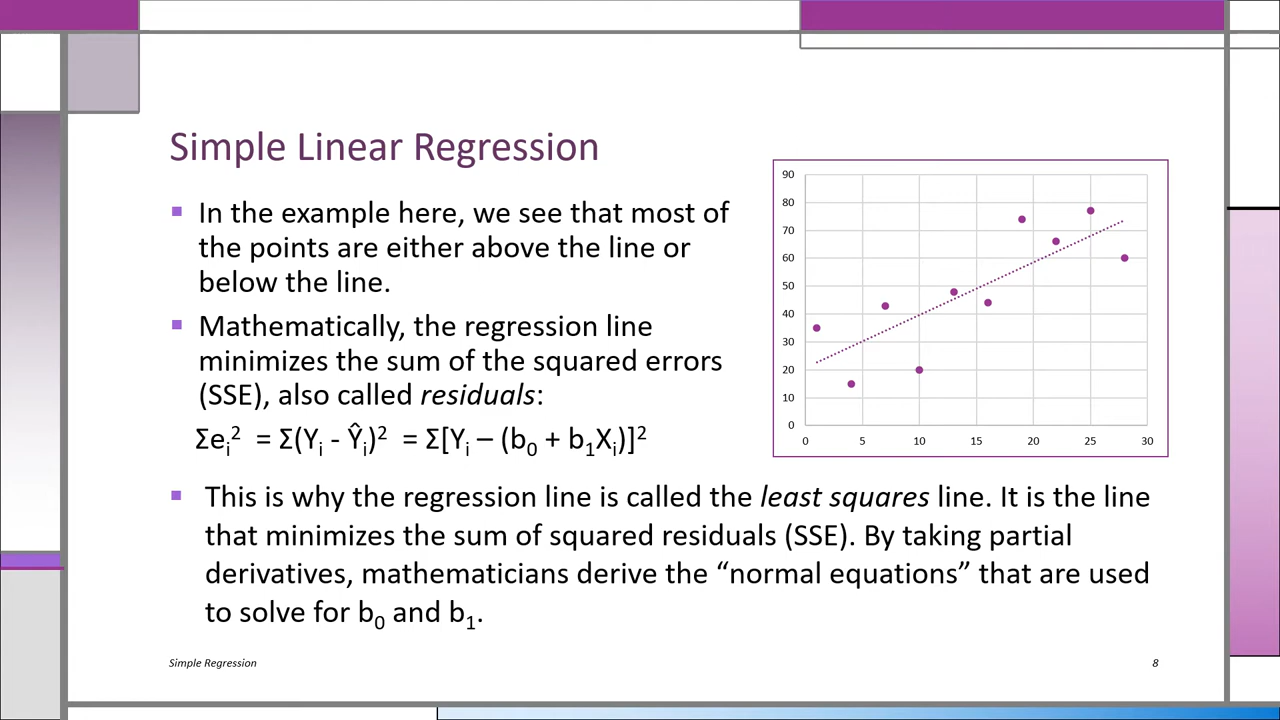 Simple Linear Regression
▪ In the example here, we see that most of
the points are either above the line or
below the line.
▪ Mathematically, the regression line
minimizes the sum of the squared errors
(SSE), also called residuals:
Σeᵢ² = Σ(Yᵢ - Ŷᵢ)² = Σ[Yᵢ – (b₀ + b₁Xᵢ)]²
90
80
70
60
50
40
30
20
10
0
0 5 10 15 20 25 30
▪ This is why the regression line is called the least squares line. It is the line
that minimizes the sum of squared residuals (SSE). By taking partial
derivatives, mathematicians derive the “normal equations” that are used
to solve for b₀ and b₁.
Simple Regression 8